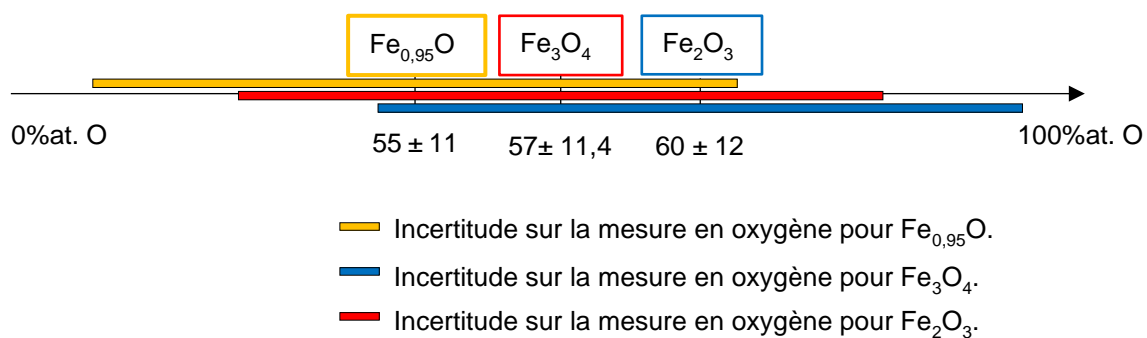 Fe0,95O Fe3O4 Fe2O3
0%at. O 100%at. O
55 ± 11 57± 11,4 60 ± 12
Incertitude sur la mesure en oxygène pour Fe0,95O.
Incertitude sur la mesure en oxygène pour Fe3O4.
Incertitude sur la mesure en oxygène pour Fe2O3.